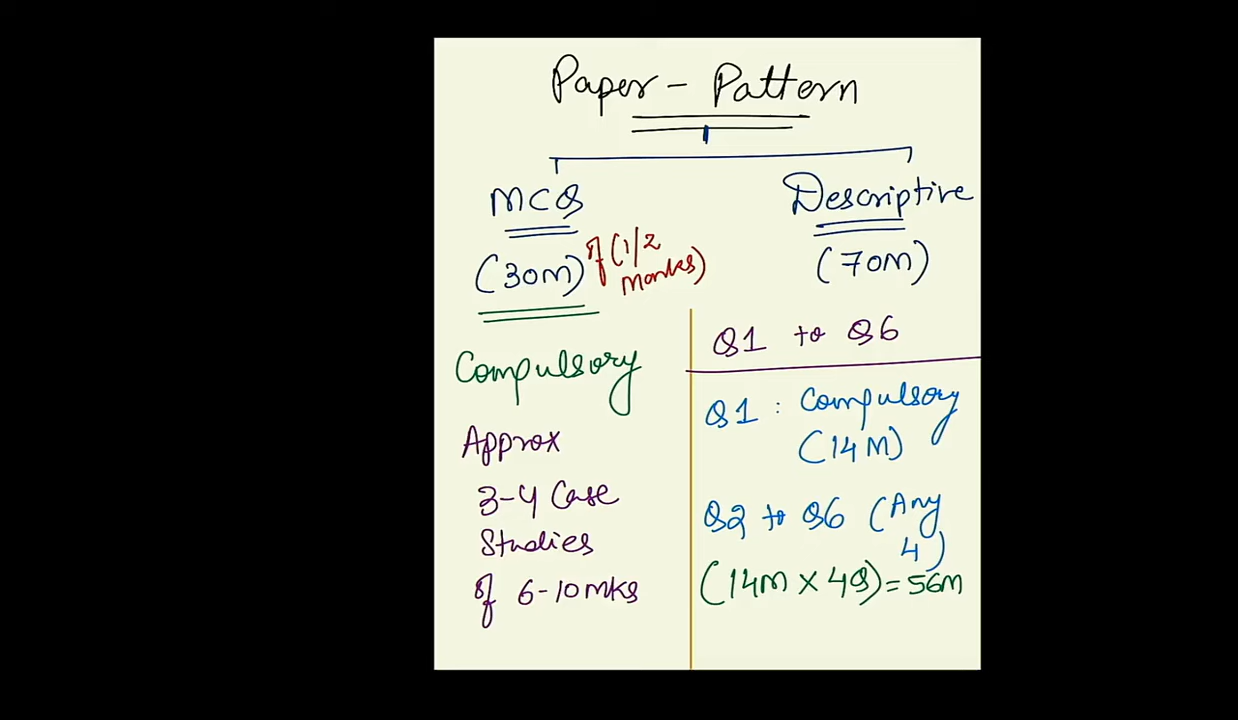 Paper - Pattern
MCQ
(30M) of (1/2
marks)
Compulsory
Approx
3-4 Case
Studies
of 6-10mks
Descriptive
(70M)
Q1 to Q6
Q1 : Compulsory
(14M)
Q2 to Q6 (Any
4)
(14M X 4Q) = 56M